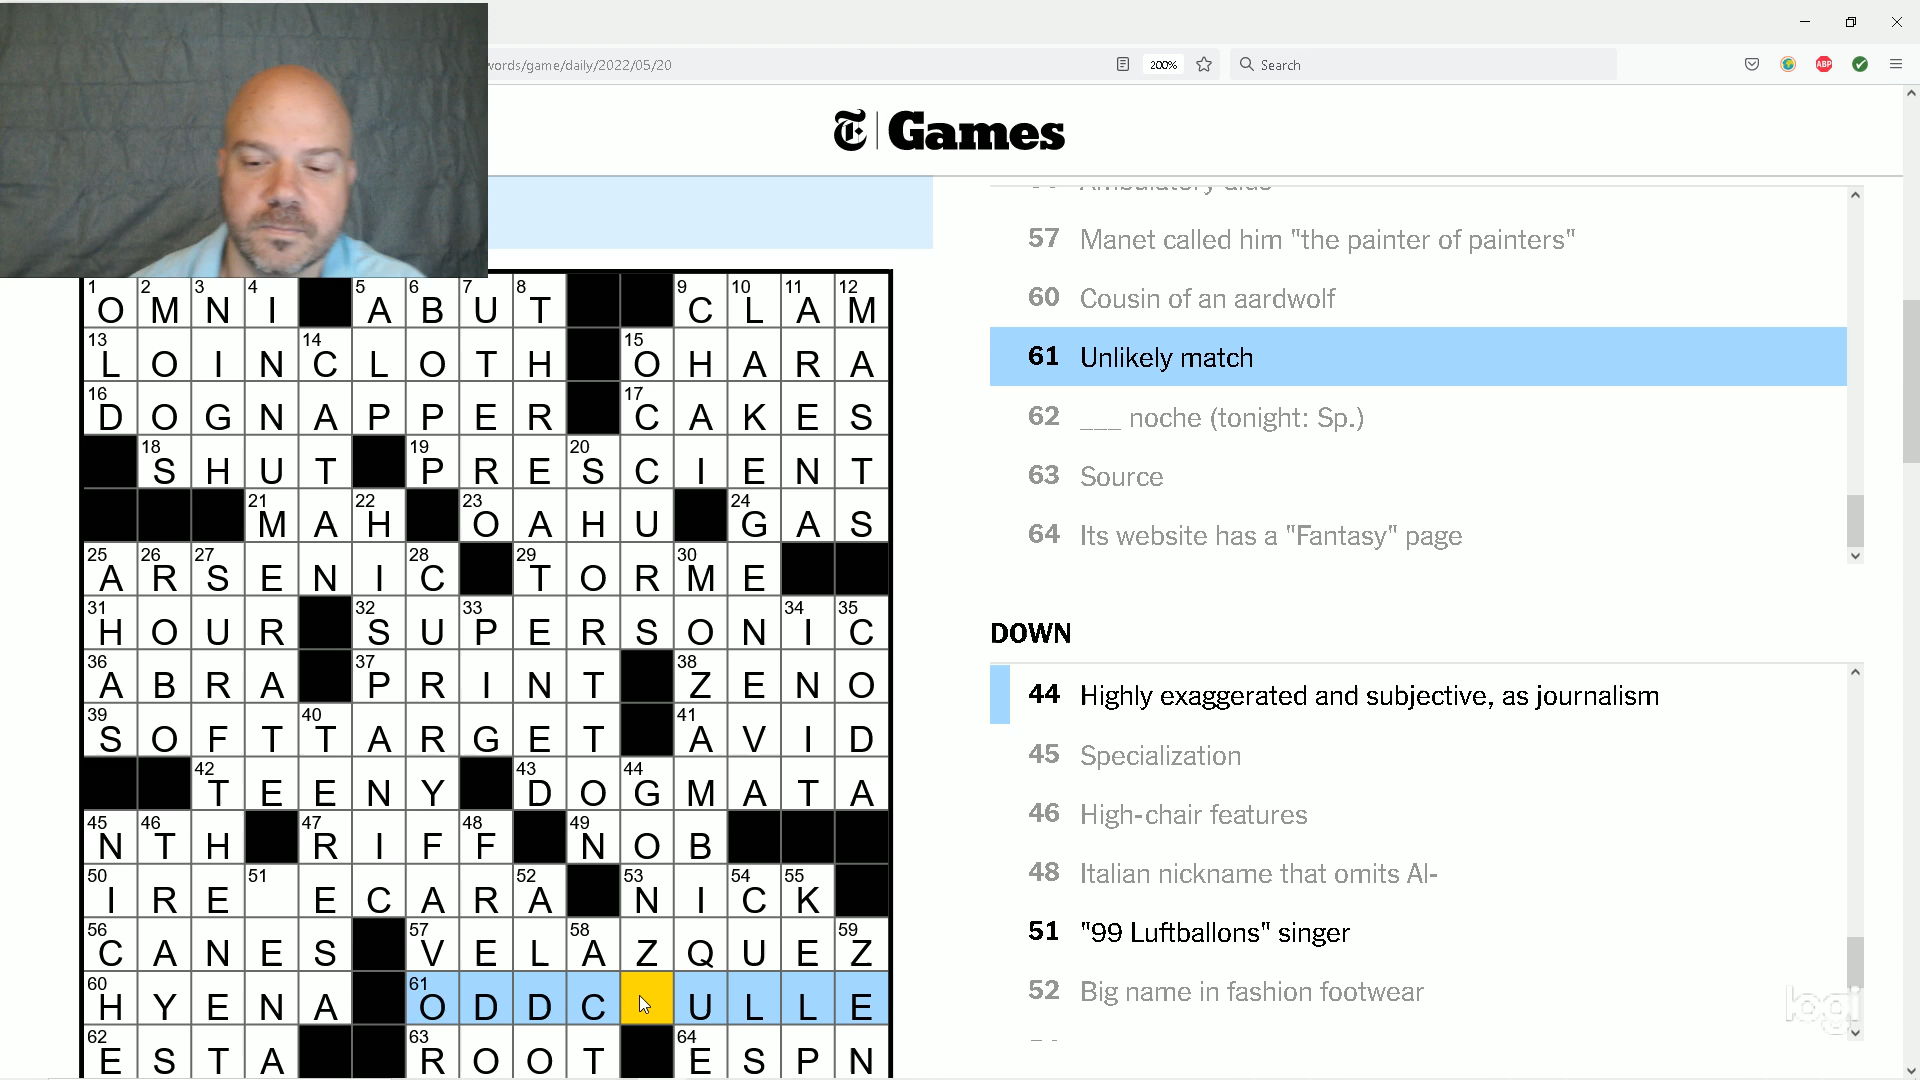 words/game/daily/2022/05/20
200%
Search
ABP
T Games
57 Manet called him "the painter of painters"
60 Cousin of an aardwolf
61 Unlikely match
62 ___ noche (tonight: Sp.)
63 Source
64 Its website has a "Fantasy" page
DOWN
44 Highly exaggerated and subjective, as journalism
45 Specialization
46 High-chair features
48 Italian nickname that omits Al-
51 "99 Luftballons" singer
52 Big name in fashion footwear
logi
1 2 3 4 5 6 7 8 9 10 11 12
O M N I A B U T C L A M
13 14 15
L O I N C L O T H O H A R A
16 17
D O G N A P P E R C A K E S
18 19 20
S H U T P R E S C I E N T
21 22 23 24
M A H O A H U G A S
25 26 27 28 29 30
A R S E N I C T O R M E
31 32 33 34 35
H O U R S U P E R S O N I C
36 37 38
A B R A P R I N T Z E N O
39 40 41
S O F T T A R G E T A V I D
42 43 44
T E E N Y D O G M A T A
45 46 47 48 49
N T H R I F F N O B
50 51 52 53 54 55
I R E E C A R A N I C K
56 57 58 59
C A N E S V E L A Z Q U E Z
60 61
H Y E N A O D D C U L L E
62 63 64
E S T A R O O T E S P N